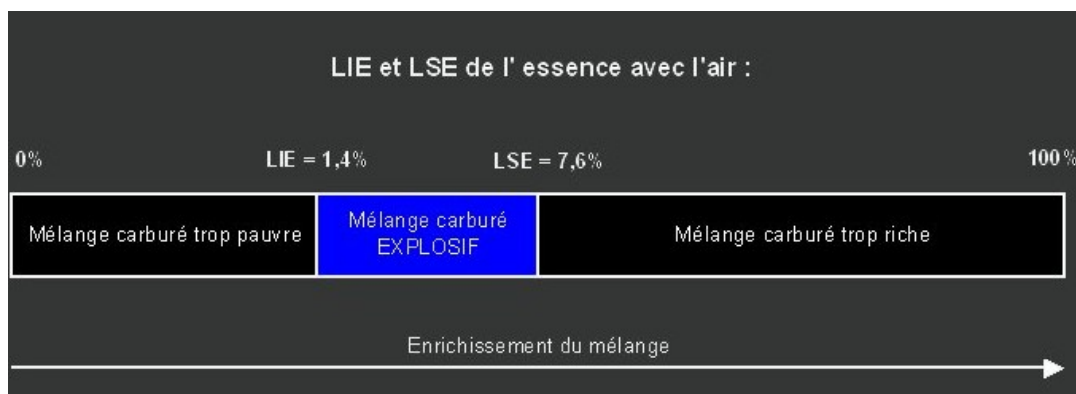 LIE et LSE de l' essence avec l'air :
0% LIE = 1,4% LSE = 7,6% 100%
Mélange carburé trop pauvre
Mélange carburé
EXPLOSIF
Mélange carburé trop riche
Enrichissement du mélange